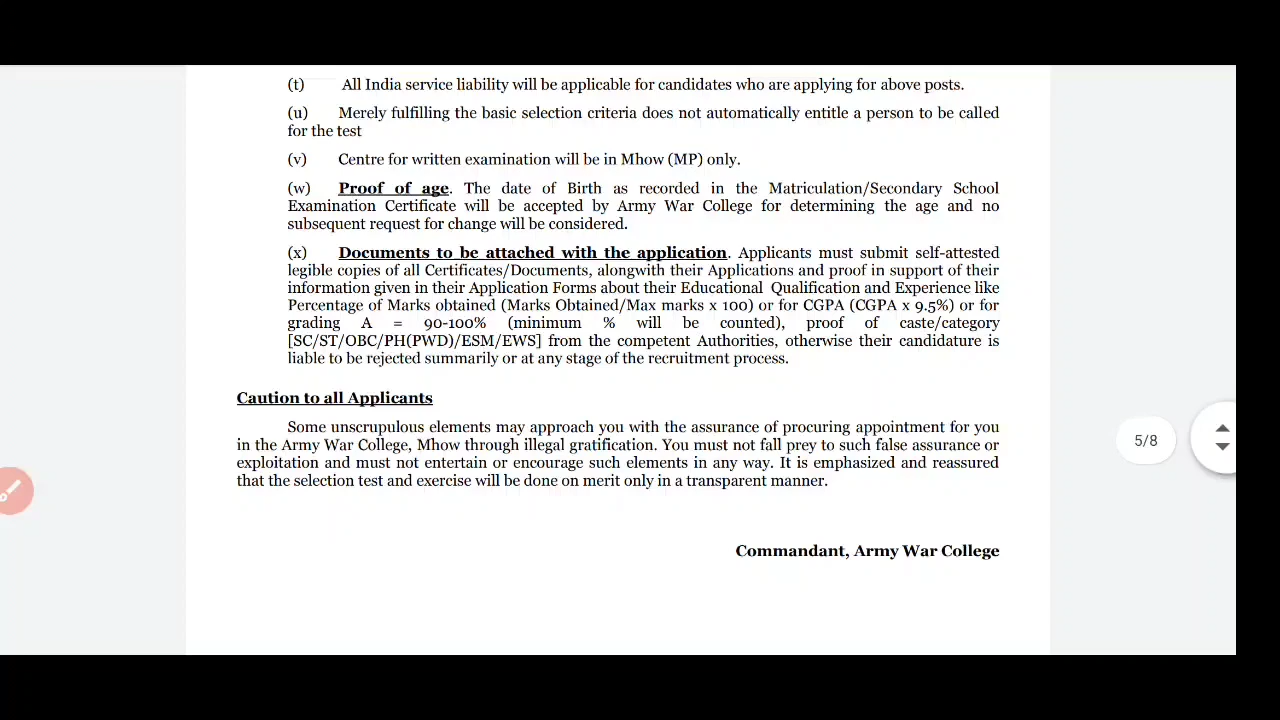 (t) All India service liability will be applicable for candidates who are applying for above posts.
(u) Merely fulfilling the basic selection criteria does not automatically entitle a person to be called
for the test
(v) Centre for written examination will be in Mhow (MP) only.
(w) Proof of age. The date of Birth as recorded in the Matriculation/Secondary School
Examination Certificate will be accepted by Army War College for determining the age and no
subsequent request for change will be considered.
(x) Documents to be attached with the application. Applicants must submit self-attested
legible copies of all Certificates/Documents, alongwith their Applications and proof in support of their
information given in their Application Forms about their Educational Qualification and Experience like
Percentage of Marks obtained (Marks Obtained/Max marks x 100) or for CGPA (CGPA x 9.5%) or for
grading A = 90-100% (minimum % will be counted), proof of caste/category
[SC/ST/OBC/PH(PWD)/ESM/EWS] from the competent Authorities, otherwise their candidature is
liable to be rejected summarily or at any stage of the recruitment process.
Caution to all Applicants
Some unscrupulous elements may approach you with the assurance of procuring appointment for you
in the Army War College, Mhow through illegal gratification. You must not fall prey to such false assurance or
exploitation and must not entertain or encourage such elements in any way. It is emphasized and reassured
that the selection test and exercise will be done on merit only in a transparent manner.
5/8
Commandant, Army War College